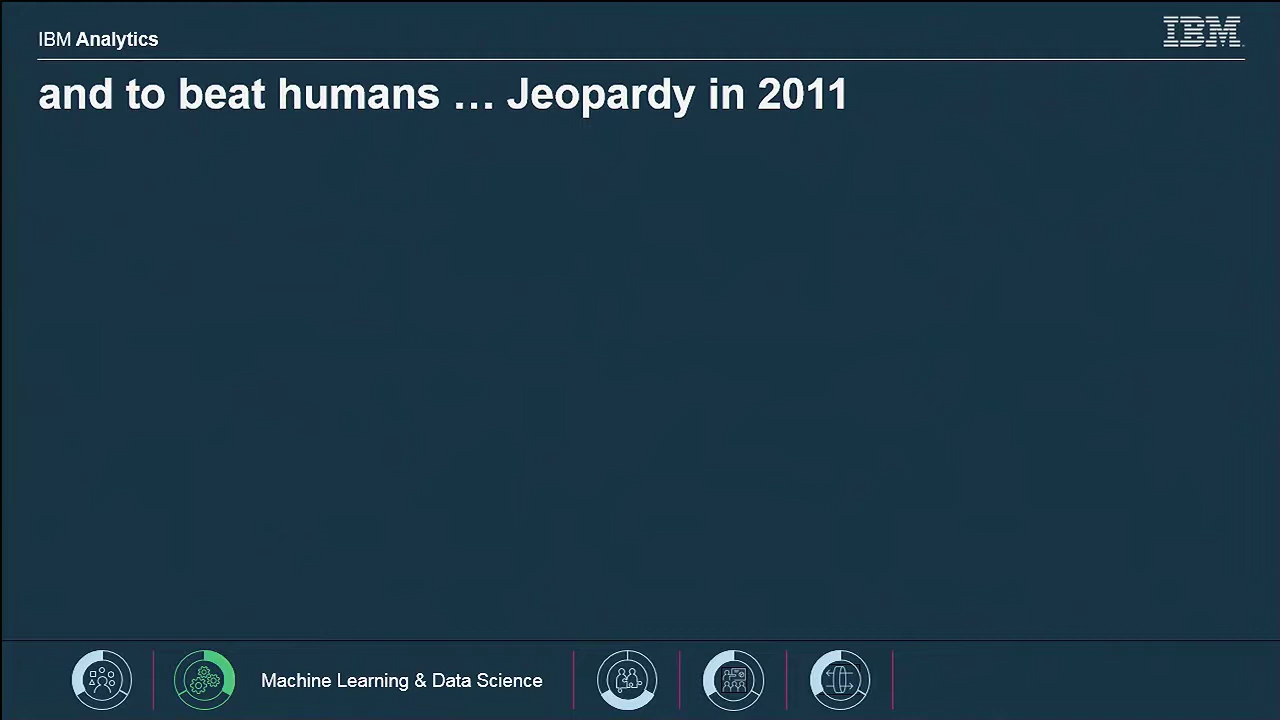 IBM Analytics
IBM
and to beat humans … Jeopardy in 2011
Machine Learning & Data Science